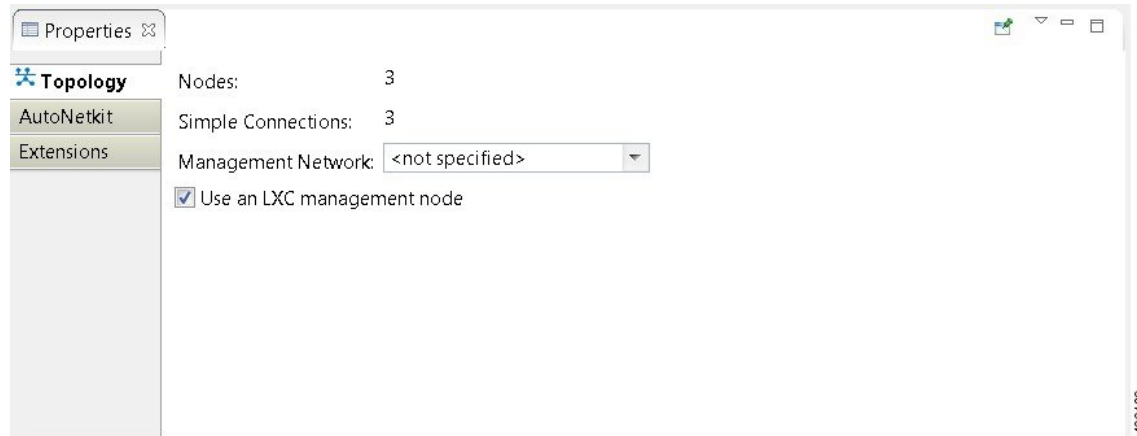 Properties
Topology
AutoNetkit
Extensions
Nodes: 3
Simple Connections: 3
Management Network: <not specified>
Use an LXC management node